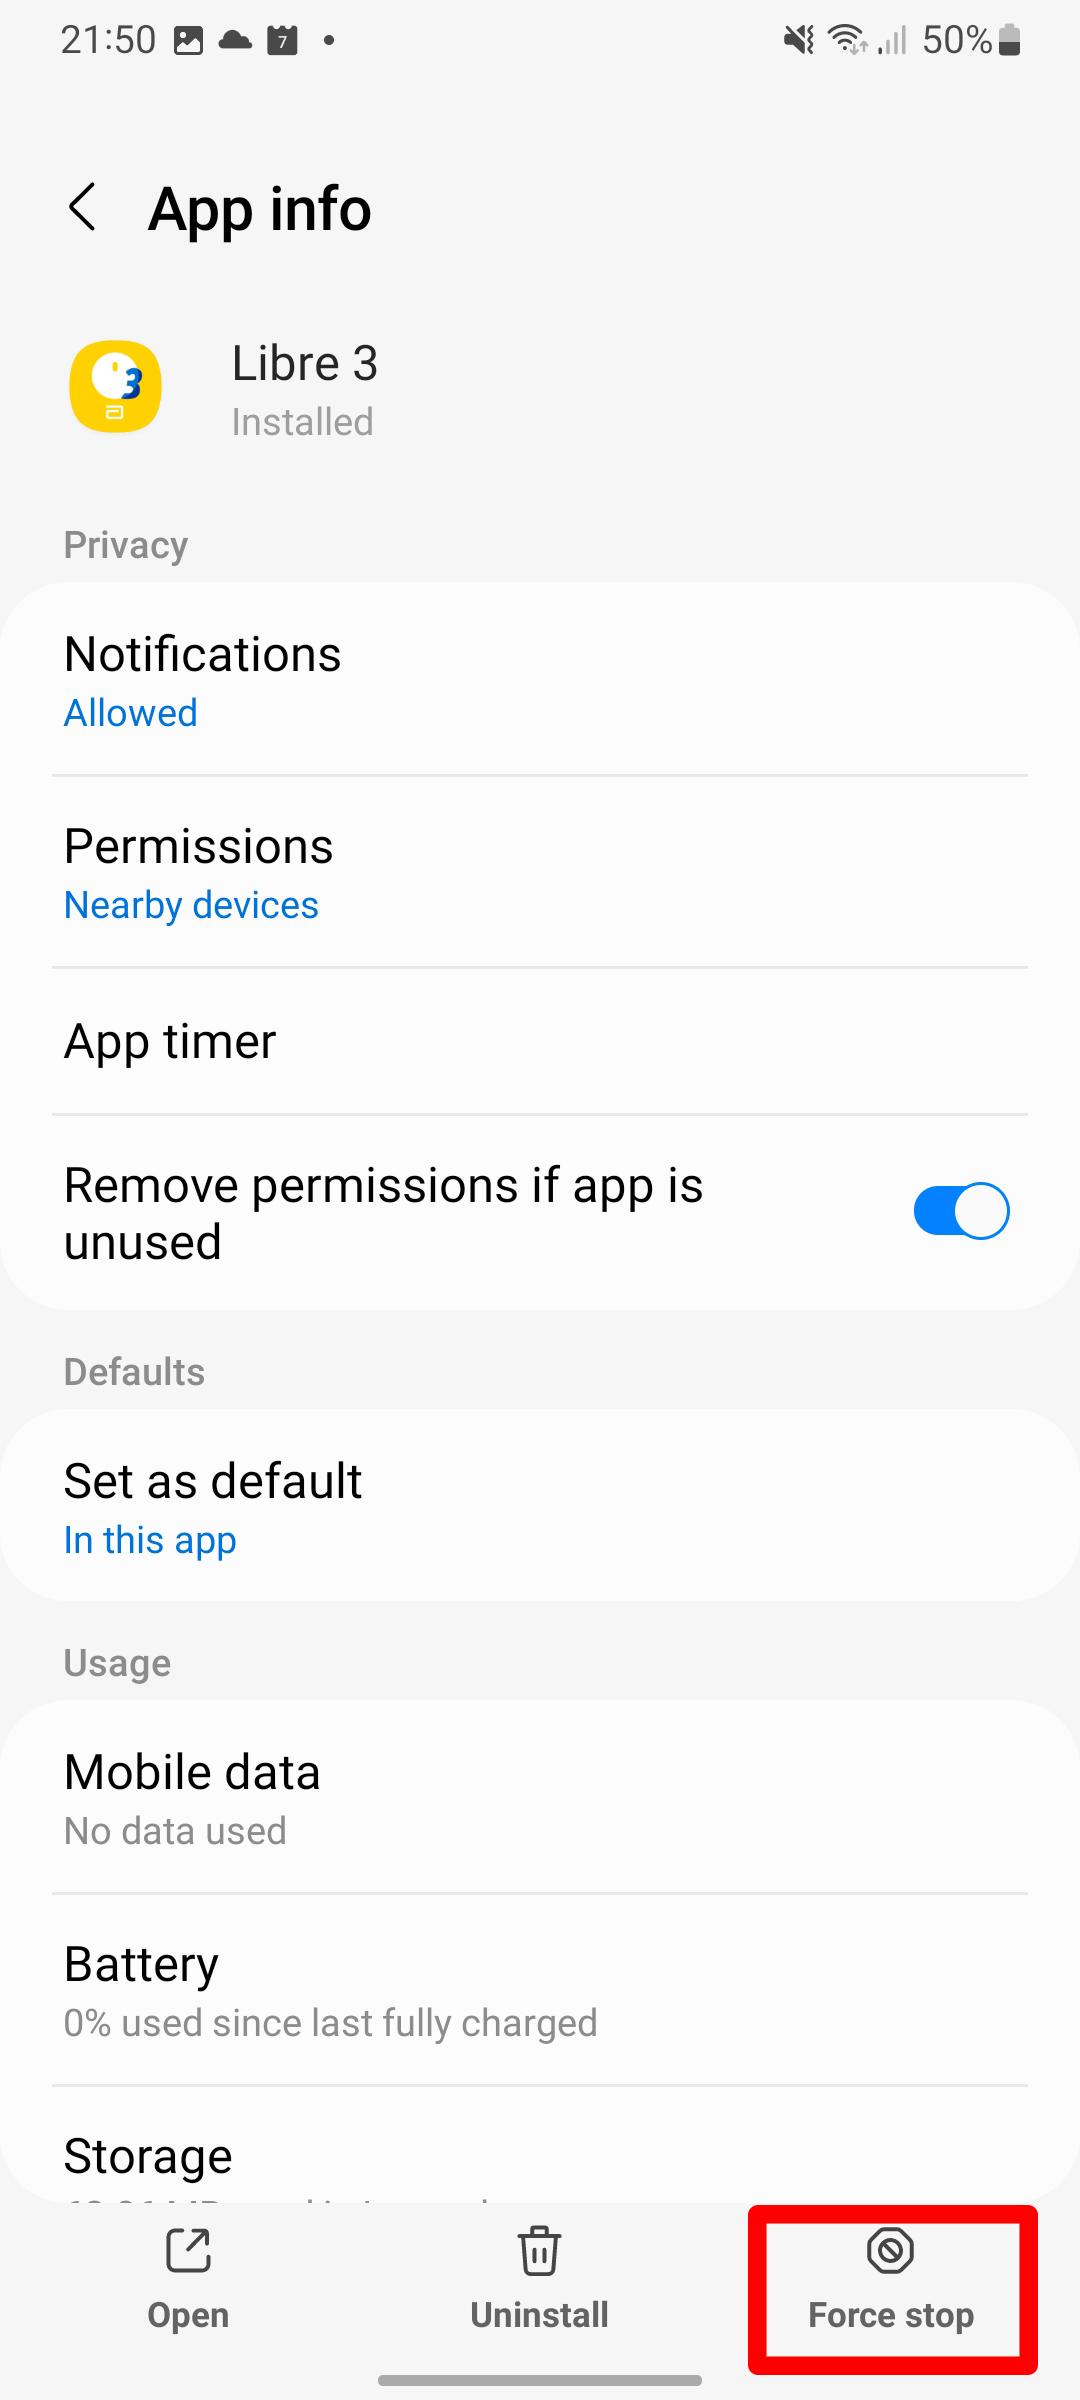 21:50
7
50%
App info
3
Libre 3
Installed
Privacy
Notifications
Allowed
Permissions
Nearby devices
App timer
Remove permissions if app is
unused
Defaults
Set as default
In this app
Usage
Mobile data
No data used
Battery
0% used since last fully charged
Storage
Open
Uninstall
Force stop